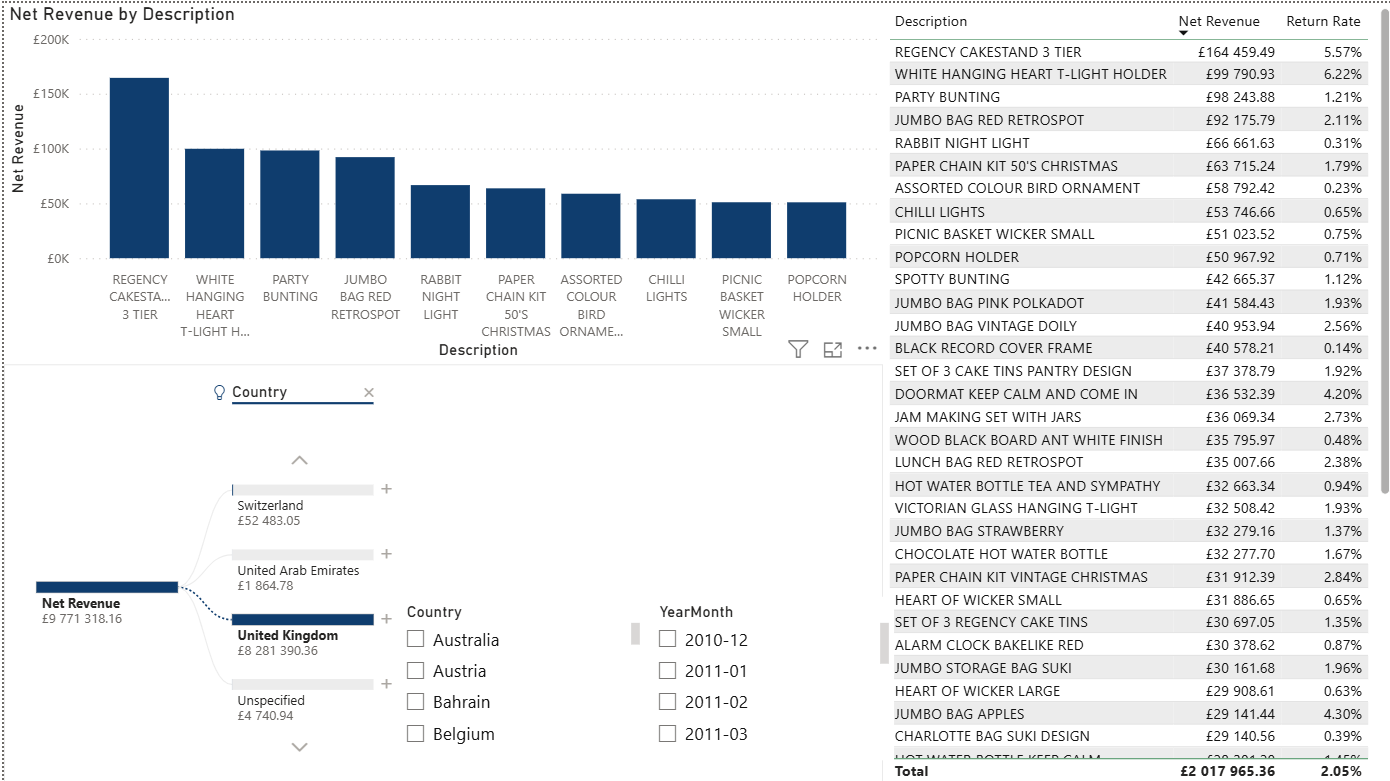 Net Revenue by Description
£200K
£150K
£100K
£50K
£0K
Net Revenue
REGENCY CAKESTA... 3 TIER
WHITE HANGING HEART T-LIGHT H...
PARTY BUNTING
JUMBO BAG RED RETROSPOT
RABBIT NIGHT LIGHT
PAPER CHAIN KIT 50'S CHRISTMAS
ASSORTED COLOUR BIRD ORNAME...
CHILLI LIGHTS
PICNIC BASKET WICKER SMALL
POPCORN HOLDER
Description
Country
Switzerland
£52 483.05
United Arab Emirates
£1 864.78
Net Revenue
£9 771 318.16
United Kingdom
£8 281 390.36
Unspecified
£4 740.94
Country
Australia
Austria
Bahrain
Belgium
YearMonth
2010-12
2011-01
2011-02
2011-03
Description Net Revenue Return Rate
REGENCY CAKESTAND 3 TIER £164 459.49 5.57%
WHITE HANGING HEART T-LIGHT HOLDER £99 790.93 6.22%
PARTY BUNTING £98 243.88 1.21%
JUMBO BAG RED RETROSPOT £92 175.79 2.11%
RABBIT NIGHT LIGHT £66 661.63 0.31%
PAPER CHAIN KIT 50'S CHRISTMAS £63 715.24 1.79%
ASSORTED COLOUR BIRD ORNAMENT £58 792.42 0.23%
CHILLI LIGHTS £53 746.66 0.65%
PICNIC BASKET WICKER SMALL £51 023.52 0.75%
POPCORN HOLDER £50 967.92 0.71%
SPOTTY BUNTING £42 665.37 1.12%
JUMBO BAG PINK POLKADOT £41 584.43 1.93%
JUMBO BAG VINTAGE DOILY £40 953.94 2.56%
BLACK RECORD COVER FRAME £40 578.21 0.14%
SET OF 3 CAKE TINS PANTRY DESIGN £37 378.79 1.92%
DOORMAT KEEP CALM AND COME IN £36 532.39 4.20%
JAM MAKING SET WITH JARS £36 069.34 2.73%
WOOD BLACK BOARD ANT WHITE FINISH £35 795.97 0.48%
LUNCH BAG RED RETROSPOT £35 007.66 2.38%
HOT WATER BOTTLE TEA AND SYMPATHY £32 663.34 0.94%
VICTORIAN GLASS HANGING T-LIGHT £32 508.42 1.93%
JUMBO BAG STRAWBERRY £32 279.16 1.37%
CHOCOLATE HOT WATER BOTTLE £32 277.70 1.67%
PAPER CHAIN KIT VINTAGE CHRISTMAS £31 912.39 2.84%
HEART OF WICKER SMALL £31 886.65 0.65%
SET OF 3 REGENCY CAKE TINS £30 697.05 1.35%
ALARM CLOCK BAKELIKE RED £30 378.62 0.87%
JUMBO STORAGE BAG SUKI £30 161.68 1.96%
HEART OF WICKER LARGE £29 908.61 0.63%
JUMBO BAG APPLES £29 141.44 4.30%
CHARLOTTE BAG SUKI DESIGN £29 140.56 0.39%
HOT WATER BOTTLE KEEP CALM
Total £2 017 965.36 2.05%